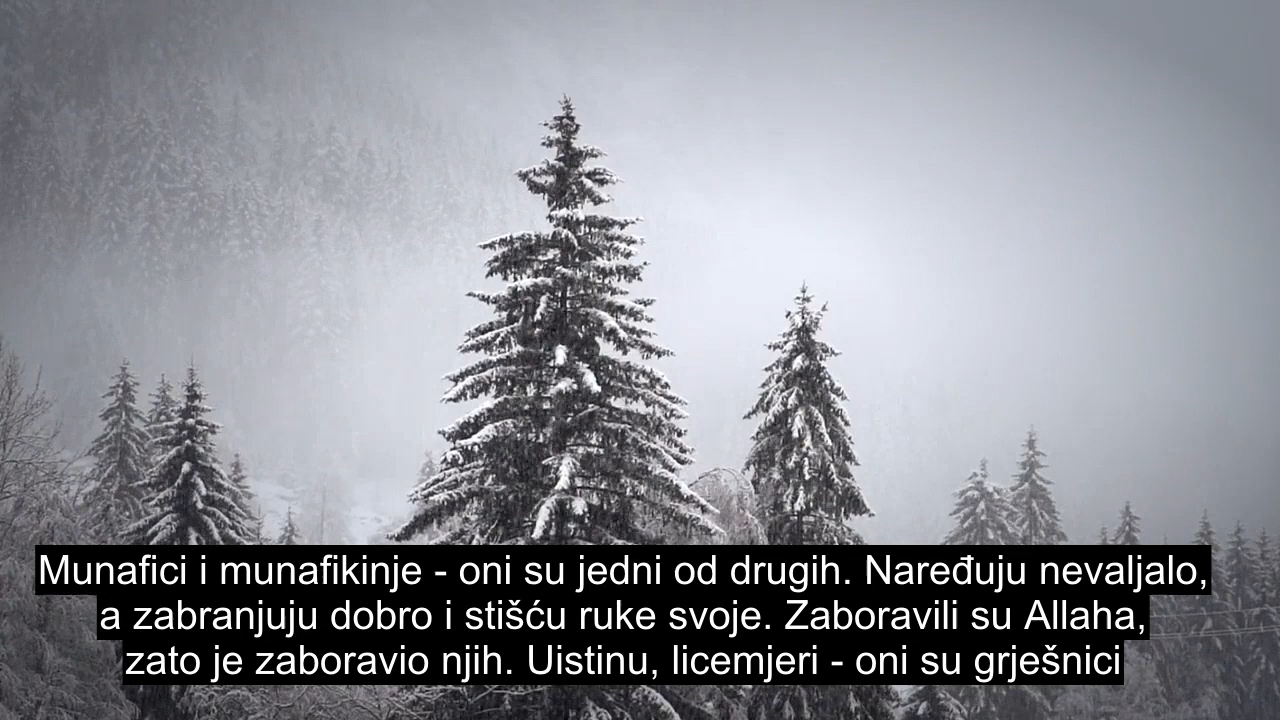 Munafici i munafikinje - oni su jedni od drugih. Naređuju nevaljalo,
a zabranjuju dobro i stišću ruke svoje. Zaboravili su Allaha,
zato je zaboravio njih. Uistinu, licemjeri - oni su grješnici